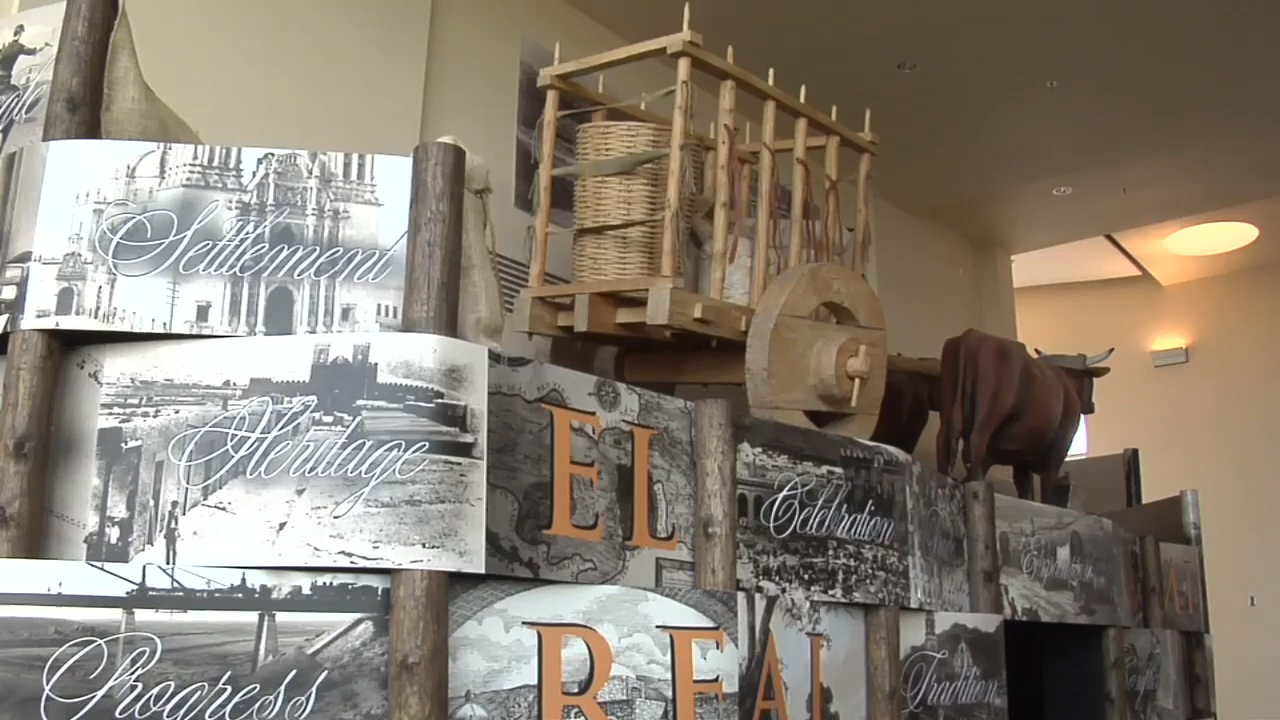 Settlement
Heritage
EL
Celebration
Progress
REAL
Tradition